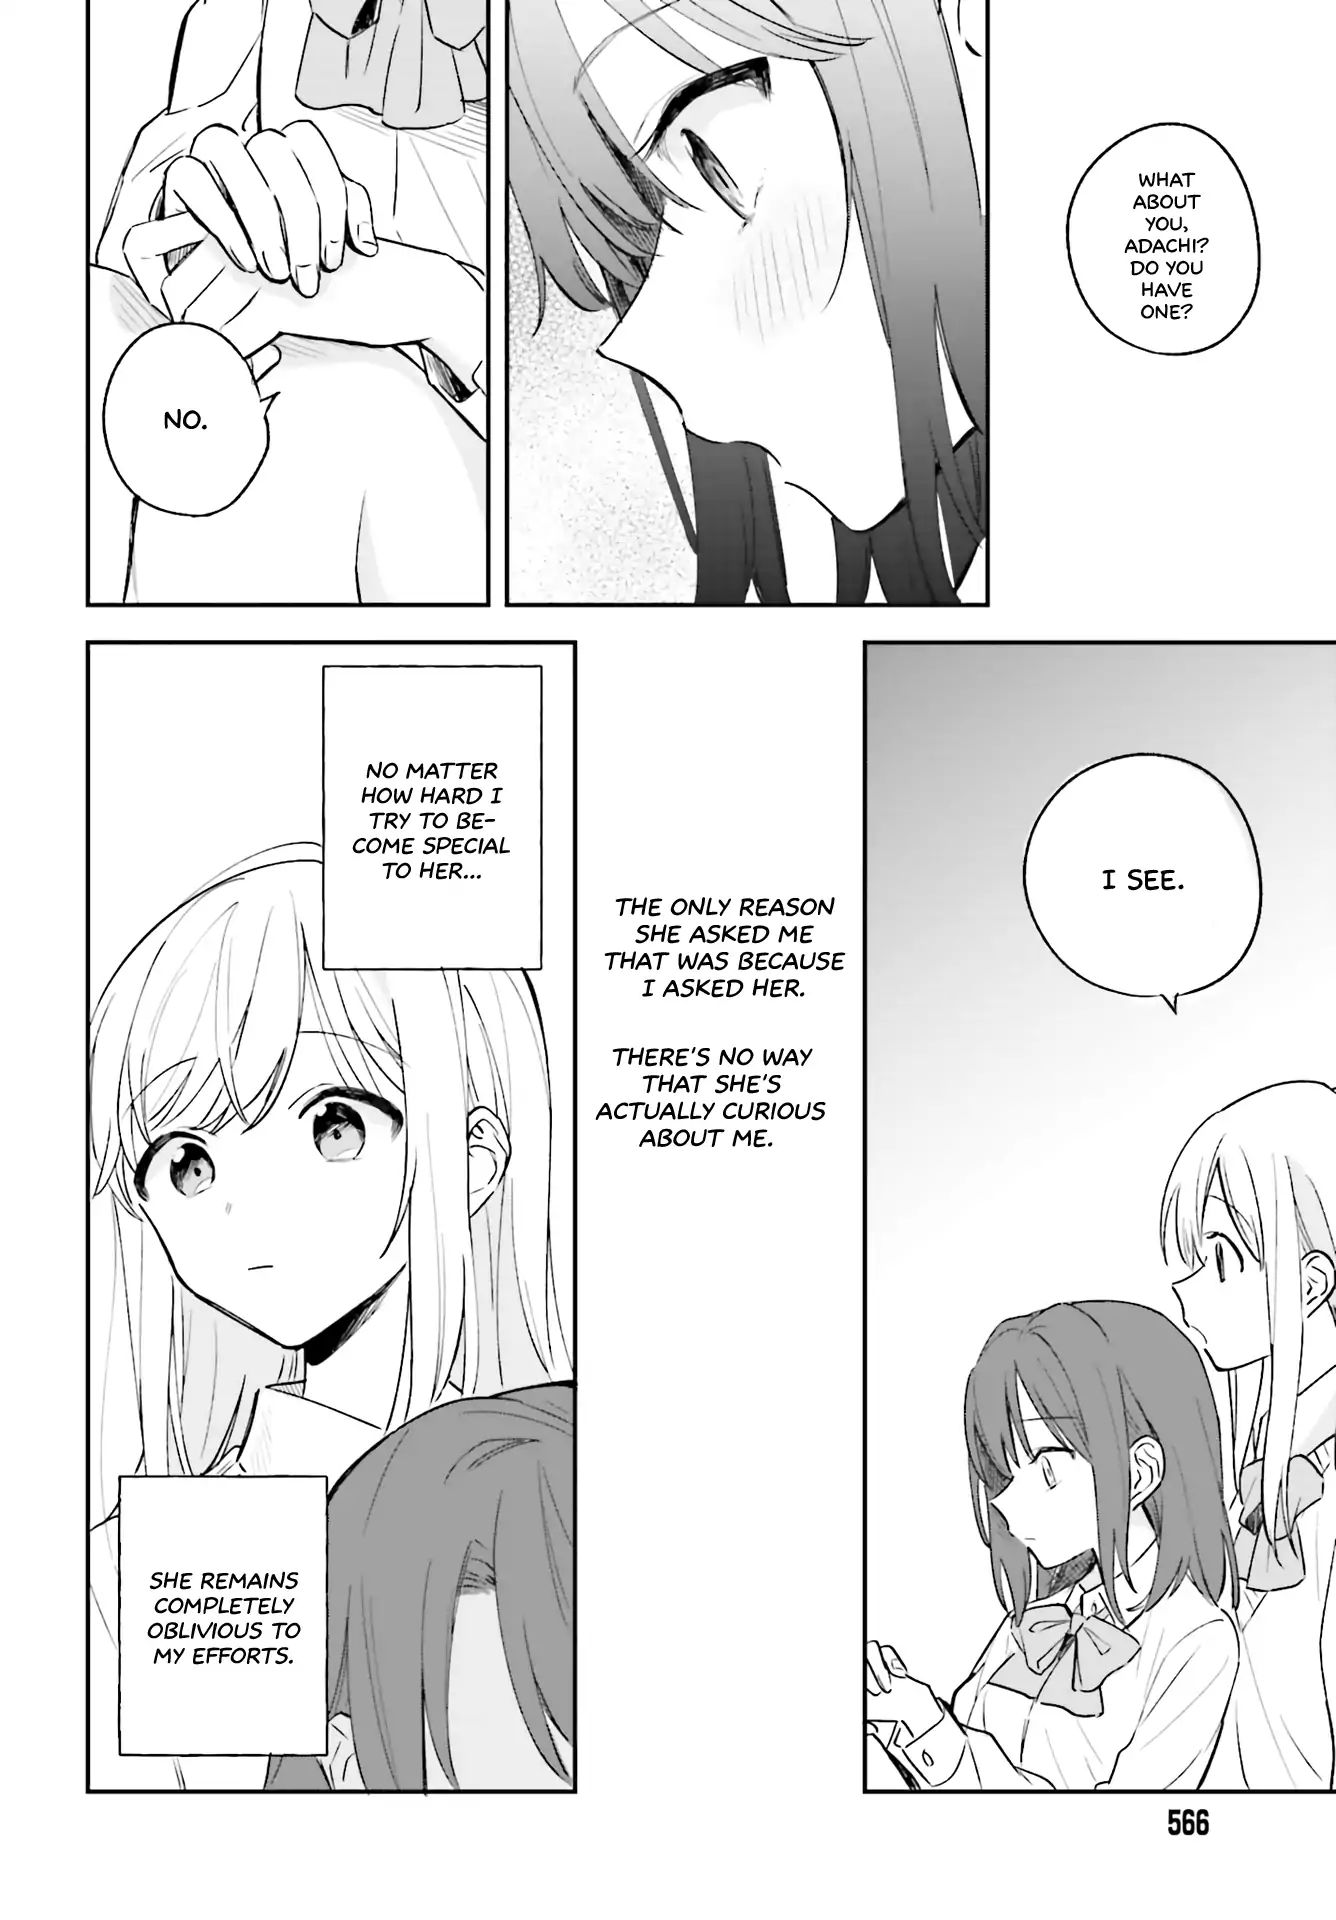 WHAT
ABOUT
YOU,
ADACHI?
DO YOU
HAVE
ONE?
NO.
I SEE.
THE ONLY REASON
SHE ASKED ME
THAT WAS BECAUSE
I ASKED HER.
THERE'S NO WAY
THAT SHE'S
ACTUALLY CURIOUS
ABOUT ME.
NO MATTER
HOW HARD I
TRY TO BE-
COME SPECIAL
TO HER...
SHE REMAINS
COMPLETELY
OBLIVIOUS TO
MY EFFORTS.
566